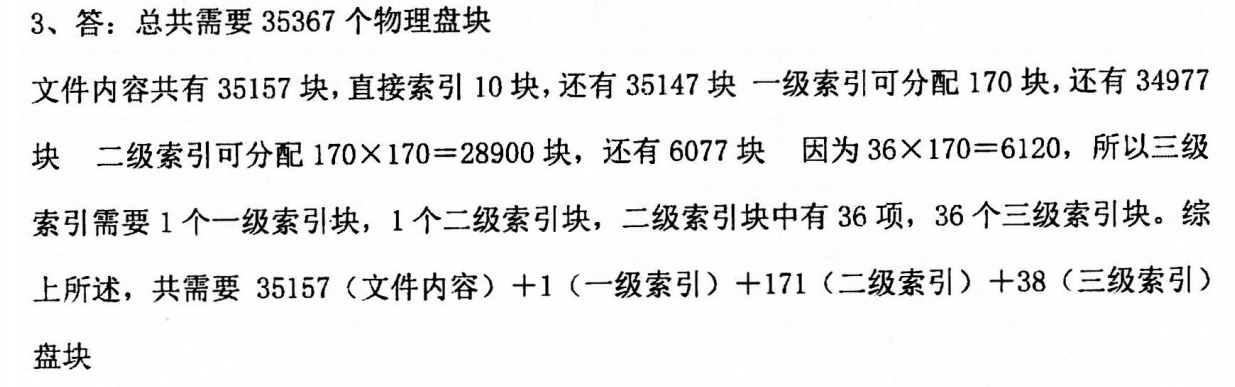 3、答：总共需要 35367 个物理盘块
文件内容共有 35157 块，直接索引 10 块，还有 35147 块 一级索引可分配 170 块，还有 34977
块 二级索引可分配 170×170＝28900 块，还有 6077 块 因为 36×170＝6120，所以三级
索引需要 1 个一级索引块，1 个二级索引块，二级索引块中有 36 项，36 个三级索引块。综
上所述，共需要 35157（文件内容）＋1（一级索引）＋171（二级索引）＋38（三级索引）
盘块